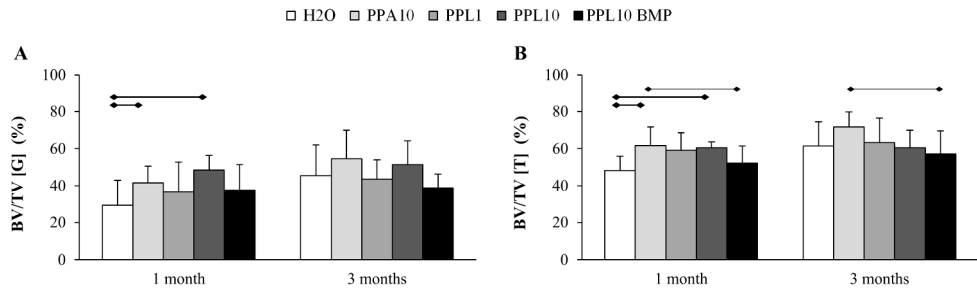 H2O PPA10 PPL1 PPL10 PPL10 BMP
A
BV/TV [G] (%)
100
80
60
40
20
0
1 month 3 months
B
BV/TV [T] (%)
100
80
60
40
20
0
1 month 3 months